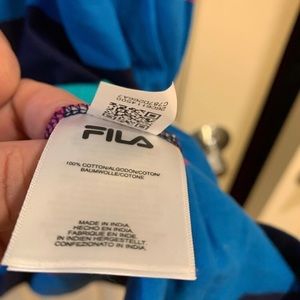 FILA
100% COTTON/ALGODÓN/COTON/
BAUMWOLLE/COTONE
MADE IN INDIA.
HECHO EN INDIA.
FABRIQUE EN INDE.
IN INDIEN HERGESTELLT
CONFEZIONATO IN INDIA.